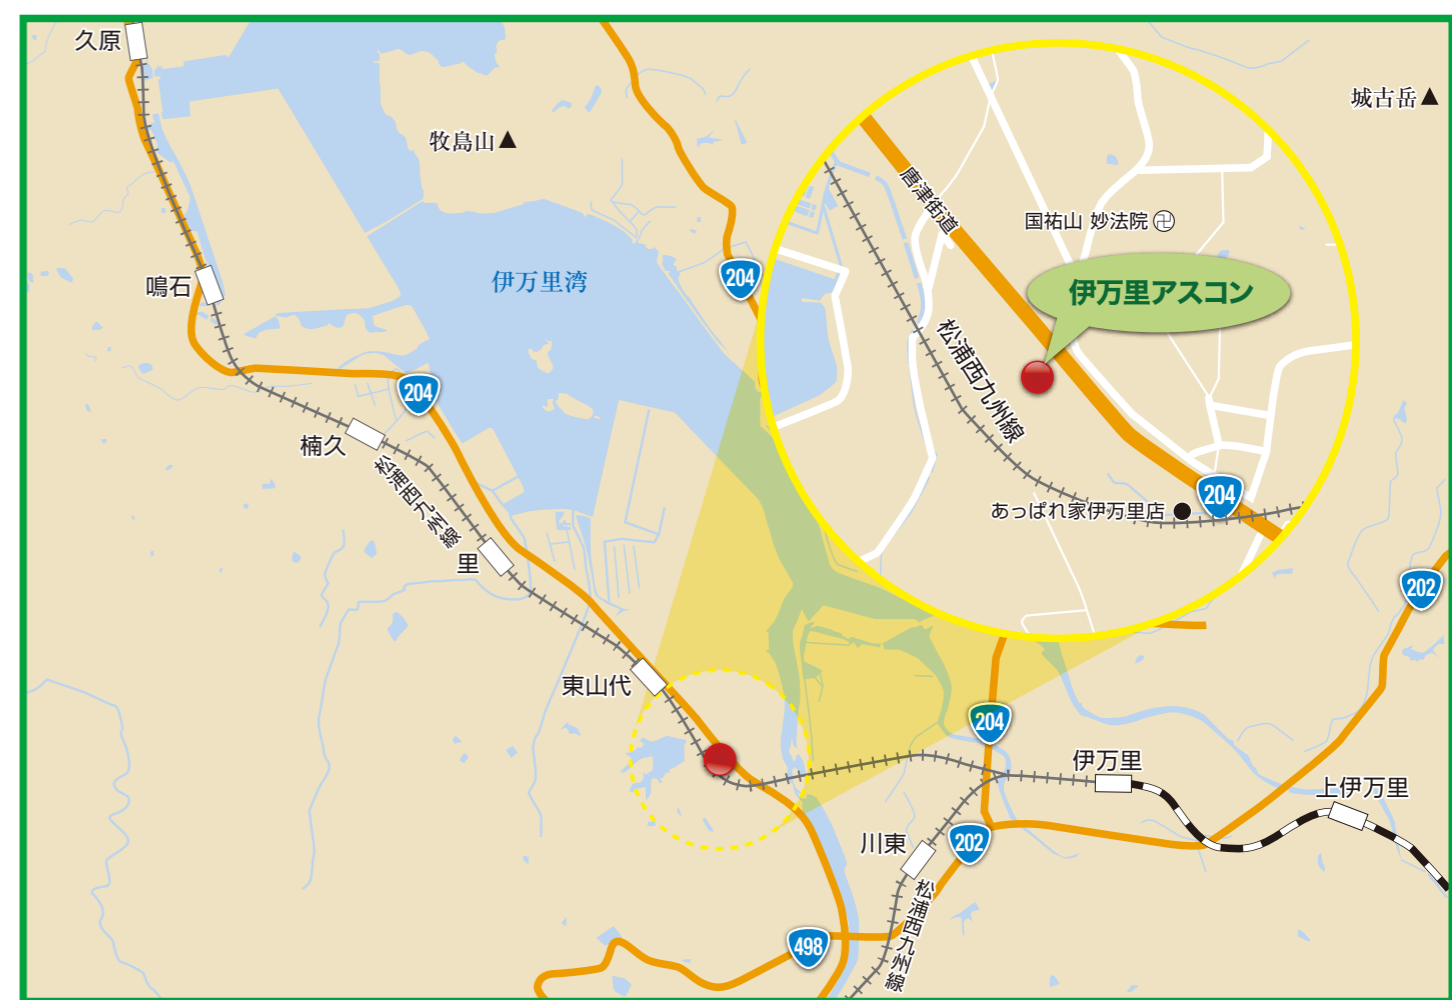 久原
城古岳
牧島山
唐津街道
国祐山 妙法院 卍
鳴石
伊万里湾
204
伊万里アスコン
松浦西九州線
204
楠久
松浦西九州線
204
あっぱれ家伊万里店
里
202
東山代
204
伊万里
上伊万里
川東
202
松浦西九州線
498